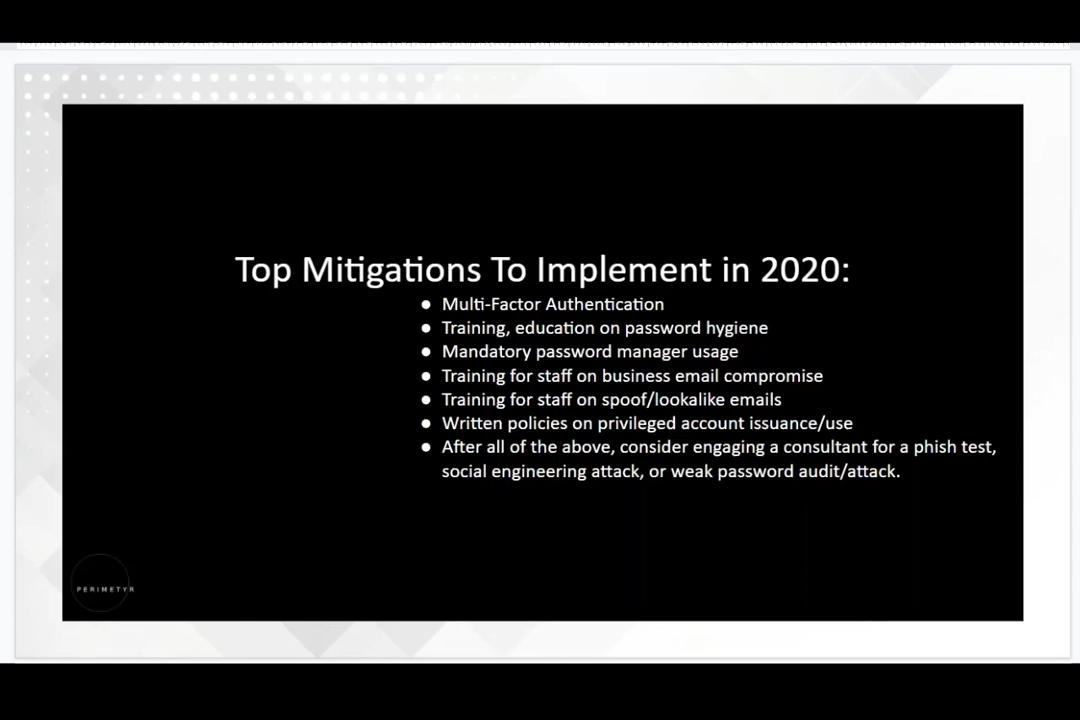 Top Mitigations To Implement in 2020:
● Multi-Factor Authentication
● Training, education on password hygiene
● Mandatory password manager usage
● Training for staff on business email compromise
● Training for staff on spoof/lookalike emails
● Written policies on privileged account issuance/use
● After all of the above, consider engaging a consultant for a phish test,
social engineering attack, or weak password audit/attack.
PERIMETYR